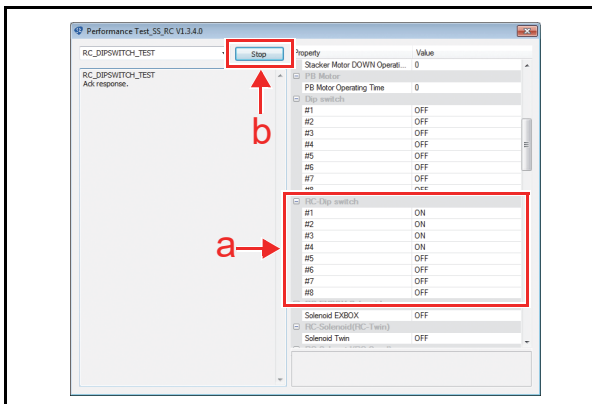 Performance Test_SS_RC V1.3.4.0
RC_DIPSWITCH_TEST
Stop
RC_DIPSWITCH_TEST
Ack response.
b
a
Property Value
Stacker Motor DOWN Operati... 0
PB Motor
PB Motor Operating Time 0
Dip switch
#1 OFF
#2 OFF
#3 OFF
#4 OFF
#5 OFF
#6 OFF
#7 OFF
#8 OFF
RC-Dip switch
#1 ON
#2 ON
#3 ON
#4 ON
#5 OFF
#6 OFF
#7 OFF
#8 OFF
Solenoid EXBOX OFF
RC-Solenoid(RC-Twin)
Solenoid Twin OFF